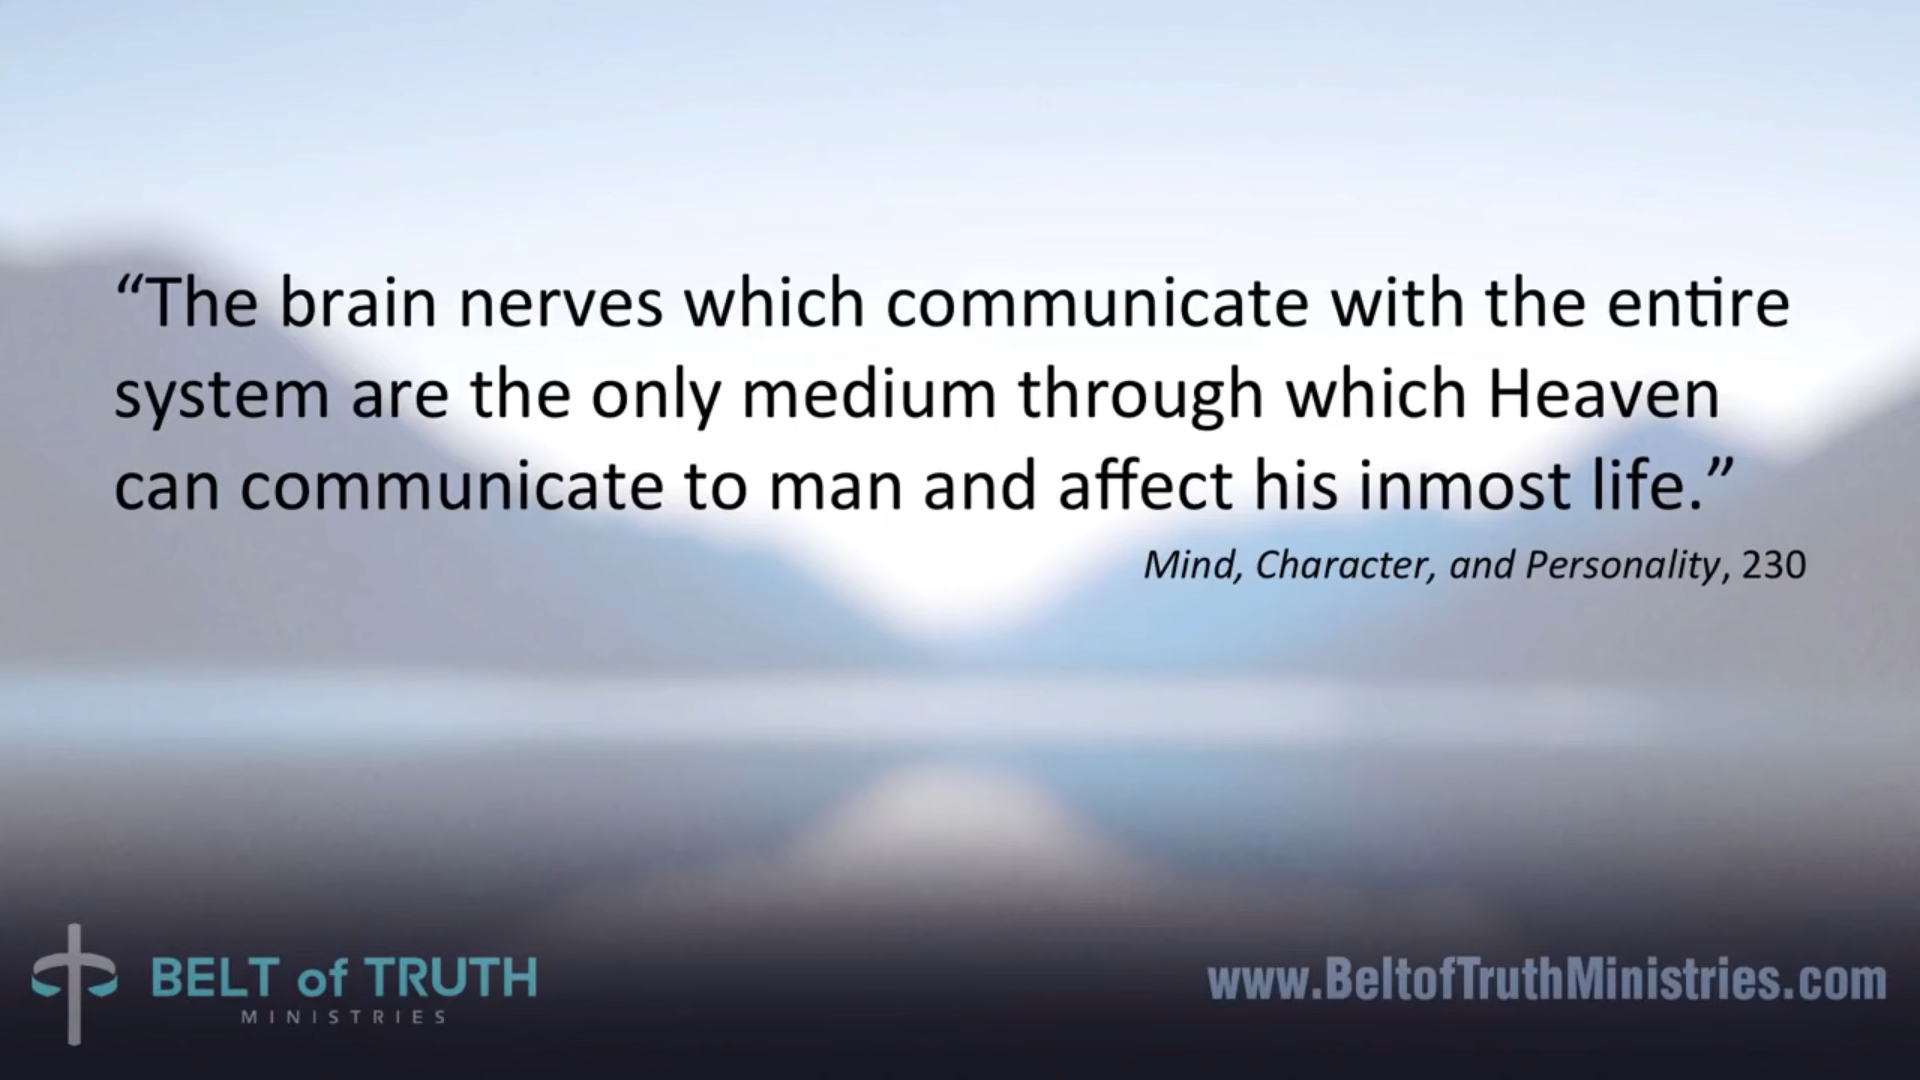 “The brain nerves which communicate with the entire
system are the only medium through which Heaven
can communicate to man and affect his inmost life.”
Mind, Character, and Personality, 230
BELT of TRUTH
MINISTRIES
www.BeltofTruthMinistries.com